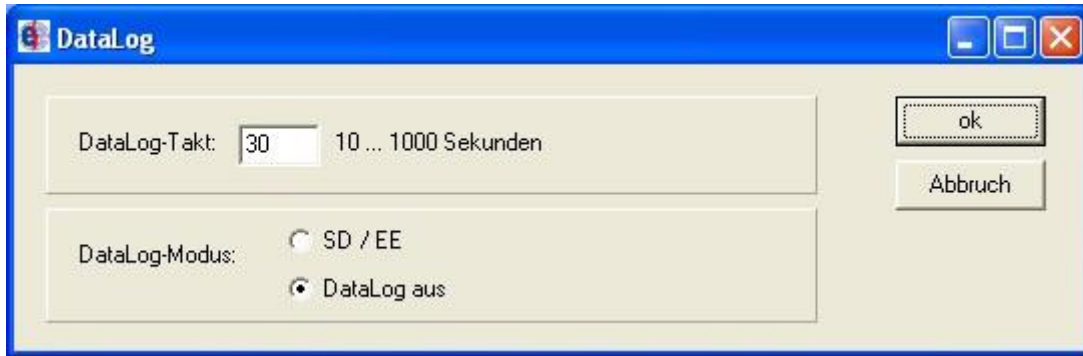 DataLog
DataLog-Takt: 30 10 ... 1000 Sekunden
ok
Abbruch
DataLog-Modus:
SD / EE
DataLog aus